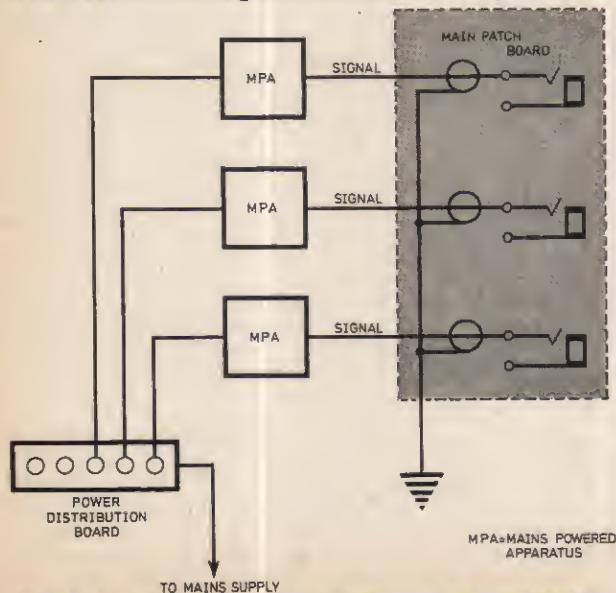 MAIN PATCH
BOARD
MPA
SIGNAL
MPA
SIGNAL
MPA
SIGNAL
POWER
DISTRIBUTION
BOARD
TO MAINS SUPPLY
MPA=MAINS POWERED
APPARATUS